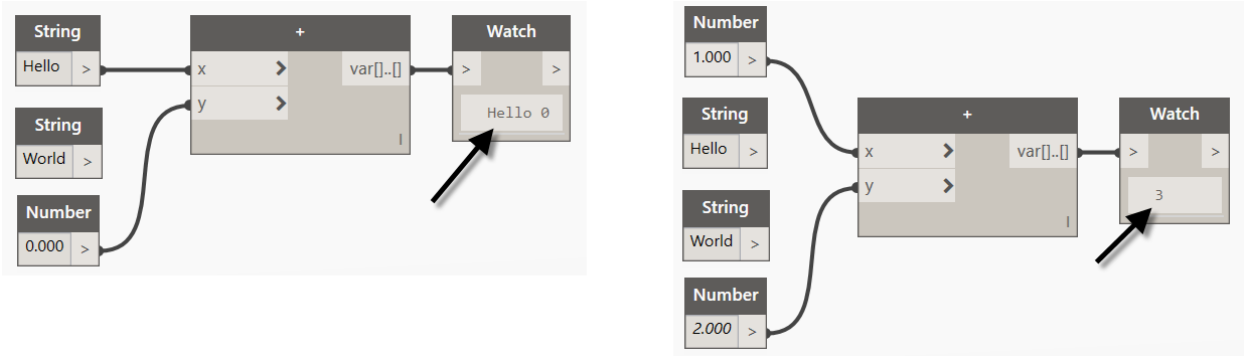 String
+
Watch
Hello >
x > var[]..[]
> >
y >
Hello 0
String
World >
|
Number
0.000 >
Number
1.000 >
String
+
Watch
Hello >
x > var[]..[]
> >
y >
3
String
World >
|
Number
2.000 >